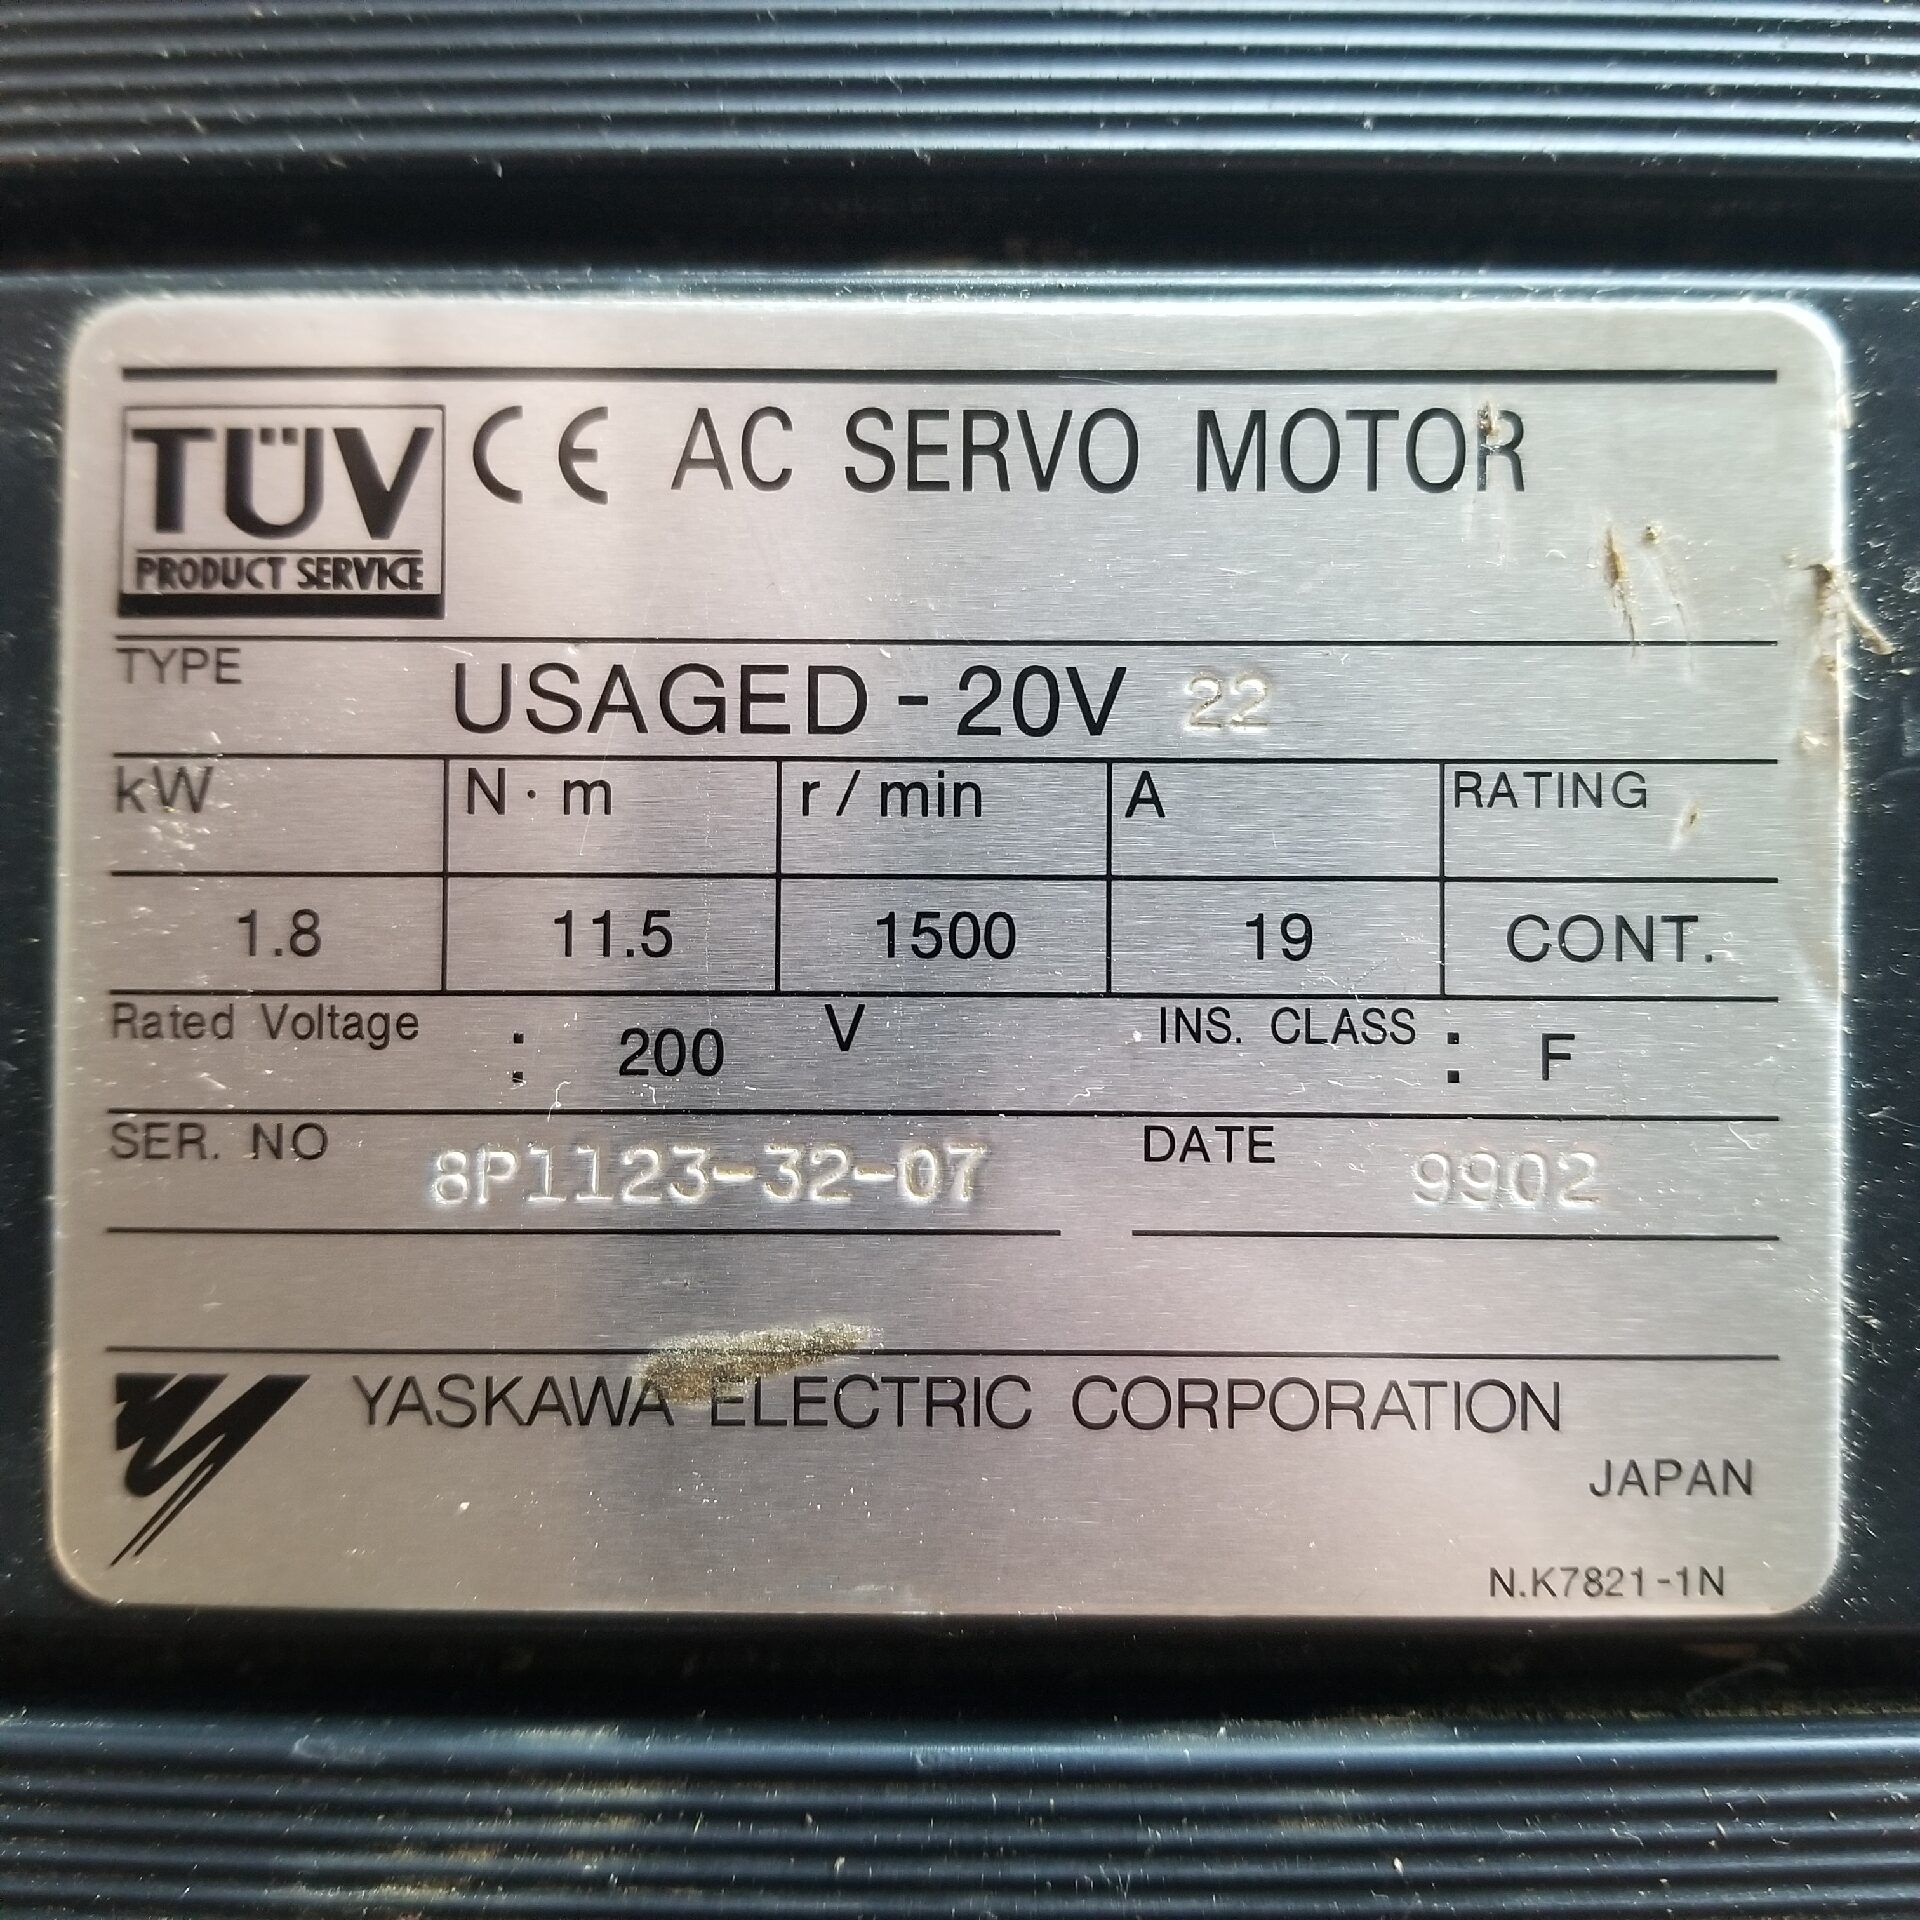 TÜV
PRODUCT SERVICE
CE AC SERVO MOTOR
TYPE USAGED-20V 22
kW N·m r/min A RATING
1.8 11.5 1500 19 CONT.
Rated Voltage : 200 V INS. CLASS : F
SER. NO 8P1123-32-07 DATE 9902
YASKAWA ELECTRIC CORPORATION
JAPAN
N.K7821-1N